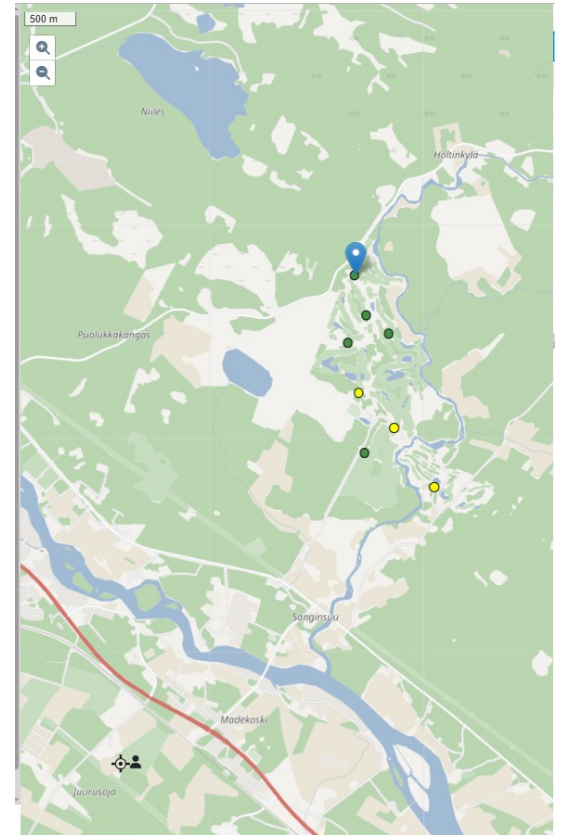 500 m
Niiles
Holtinkylä
Puolukkakangas
Sanginsuu
Madekoski
Juurusoja